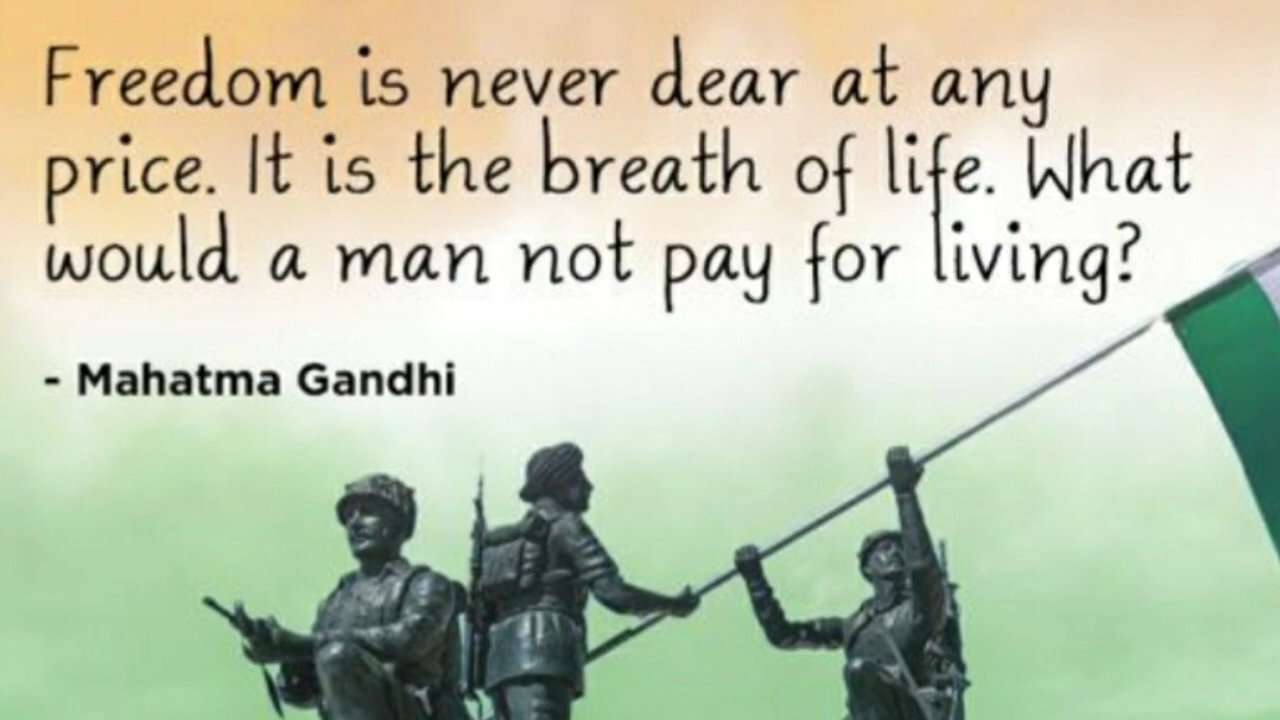 Freedom is never dear at any
price. It is the breath of life. What
would a man not pay for living?
- Mahatma Gandhi